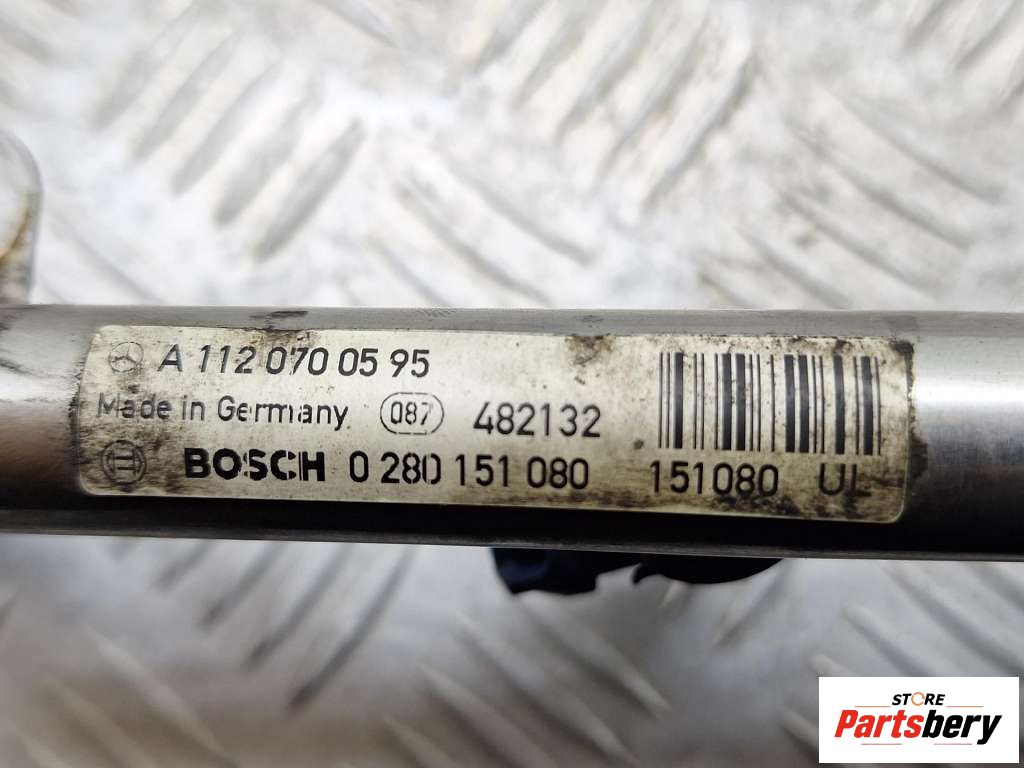 A 112 070 05 95
Made in Germany 087 482132
BOSCH 0 280 151 080 151080 UL
STORE
Partsbery